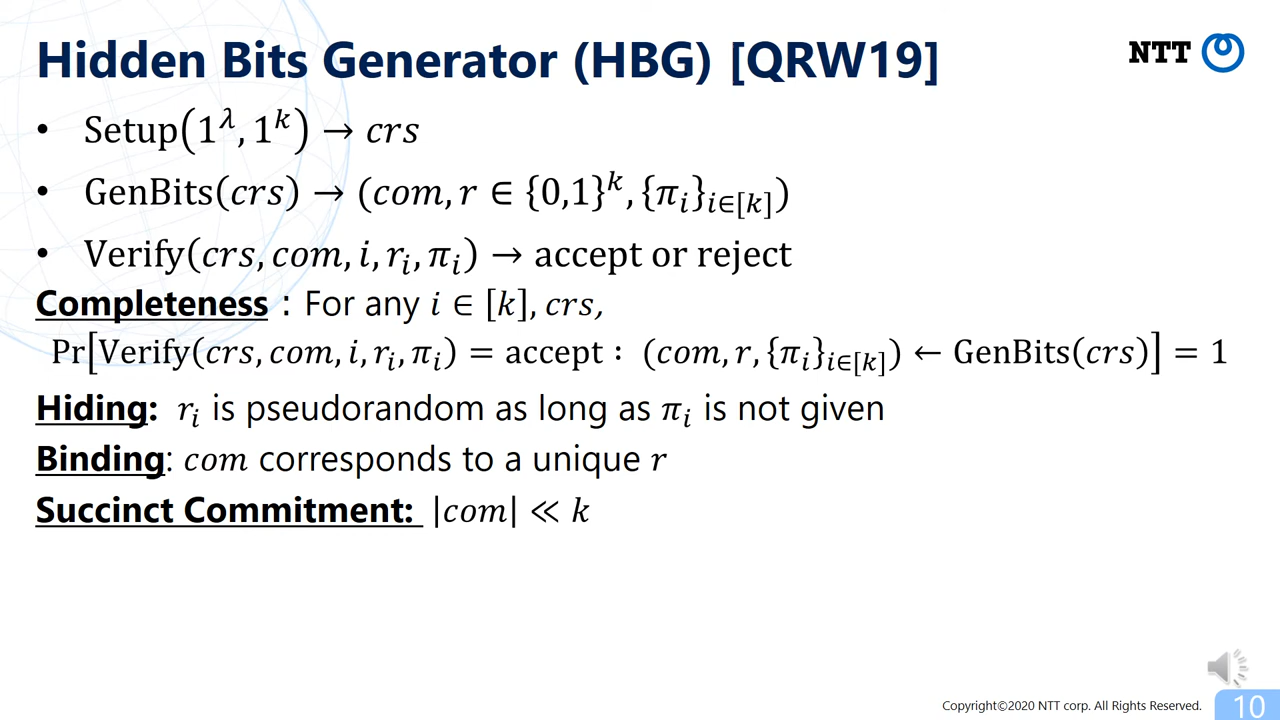 Hidden Bits Generator (HBG) [QRW19]
NTT
• Setup(1^λ, 1^k) → crs
• GenBits(crs) → (com, r ∈ {0,1}^k, {π_i}_{i∈[k]})
• Verify(crs, com, i, r_i, π_i) → accept or reject
Completeness : For any i ∈ [k], crs,
Pr[Verify(crs, com, i, r_i, π_i) = accept : (com, r, {π_i}_{i∈[k]}) ← GenBits(crs)] = 1
Hiding: r_i is pseudorandom as long as π_i is not given
Binding: com corresponds to a unique r
Succinct Commitment: |com| ≪ k
Copyright©2020 NTT corp. All Rights Reserved.
10